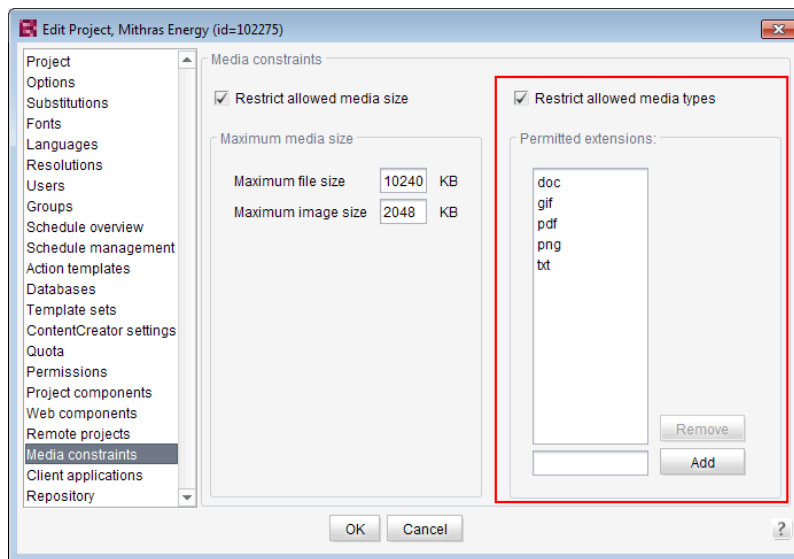 Edit Project, Mithras Energy (id=102275)
Project
Options
Substitutions
Fonts
Languages
Resolutions
Users
Groups
Schedule overview
Schedule management
Action templates
Databases
Template sets
ContentCreator settings
Quota
Permissions
Project components
Web components
Remote projects
Media constraints
Client applications
Repository
Media constraints
Restrict allowed media size
Maximum media size
Maximum file size 10240 KB
Maximum image size 2048 KB
Restrict allowed media types
Permitted extensions:
doc
gif
pdf
png
txt
Remove
Add
OK Cancel ?